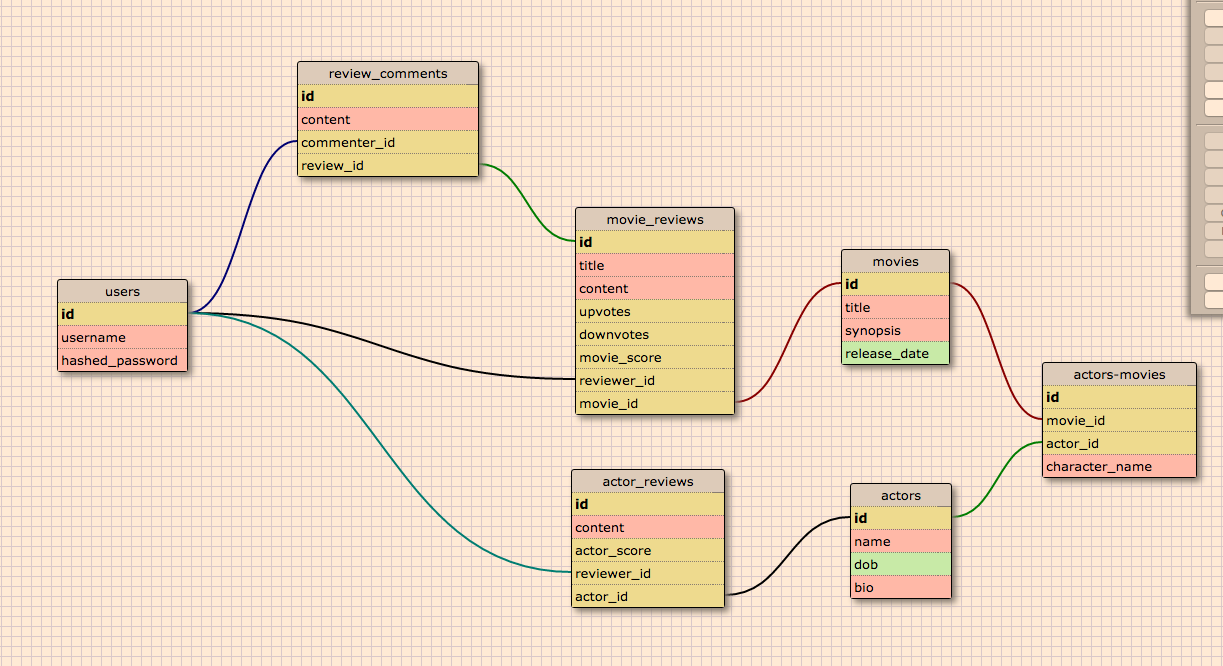 review_comments
id
content
commenter_id
review_id
movie_reviews
id
title
content
upvotes
downvotes
movie_score
reviewer_id
movie_id
movies
id
title
synopsis
release_date
users
id
username
hashed_password
actors-movies
id
movie_id
actor_id
character_name
actor_reviews
id
content
actor_score
reviewer_id
actor_id
actors
id
name
dob
bio